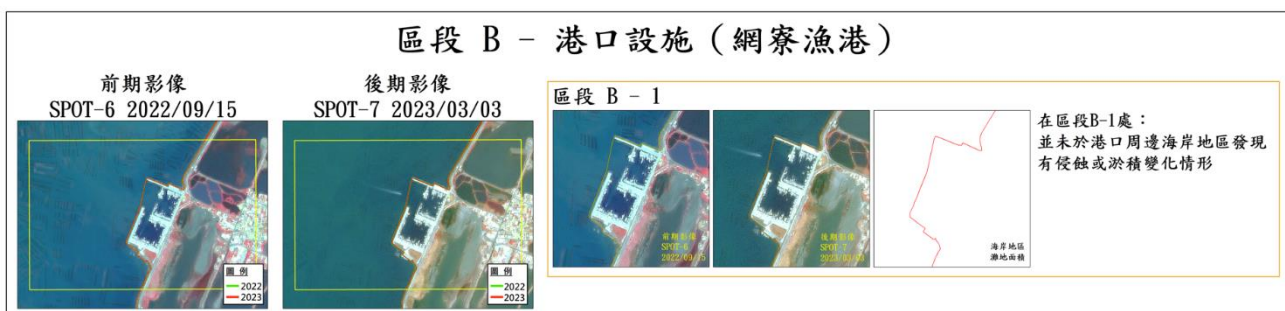 區段 B - 港口設施（網寮漁港）
前期影像
SPOT-6 2022/09/15
後期影像
SPOT-7 2023/03/03
圖 例
2022
2023
圖 例
2022
2023
區段 B - 1
前期影像
SPOT-6
2022/09/15
後期影像
SPOT-7
2023/03/03
海岸地區
灘地面積
在區段B-1處：
並未於港口周邊海岸地區發現
有侵蝕或淤積變化情形